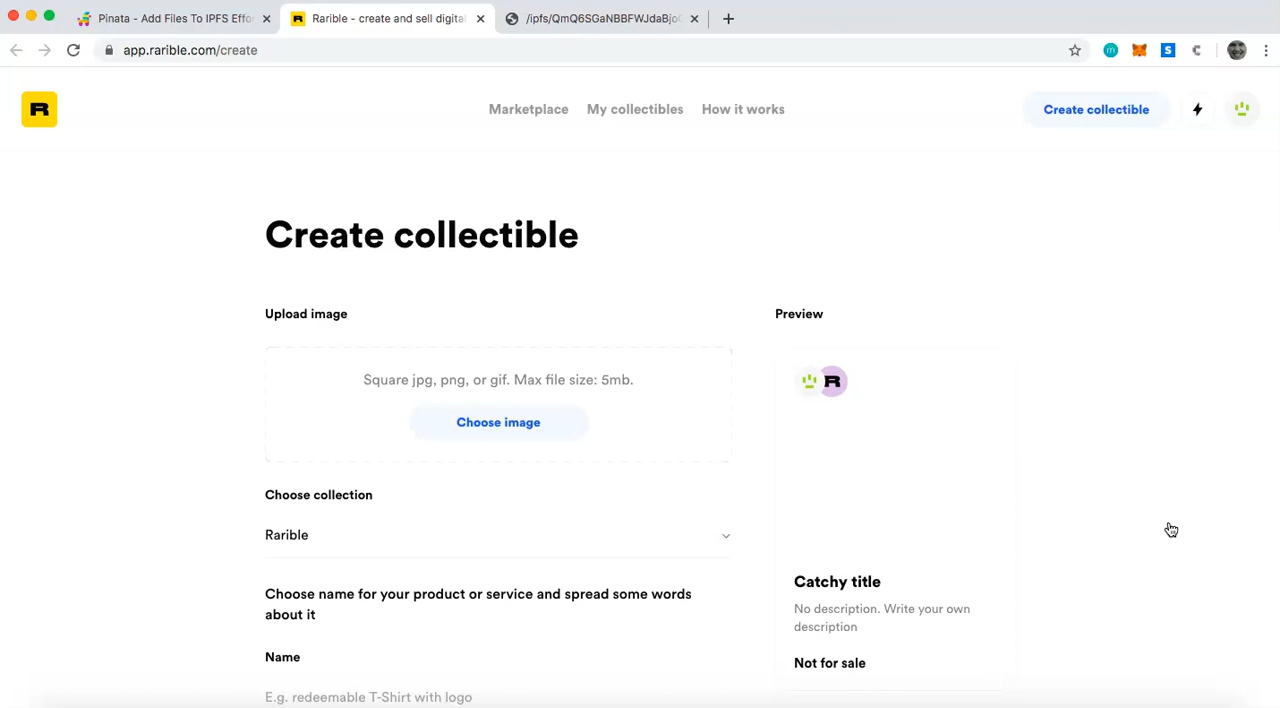 Pinata - Add Files To IPFS Effor
Rarible - create and sell digital
/ipfs/QmQ6SGaNBBFWJdaBjo
app.rarible.com/create
m
S
C
R
Marketplace
My collectibles
How it works
Create collectible
Create collectible
Upload image
Preview
Square jpg, png, or gif. Max file size: 5mb.
Choose image
R
Choose collection
Rarible
Choose name for your product or service and spread some words
about it
Catchy title
No description. Write your own
description
Name
Not for sale
E.g. redeemable T-Shirt with logo